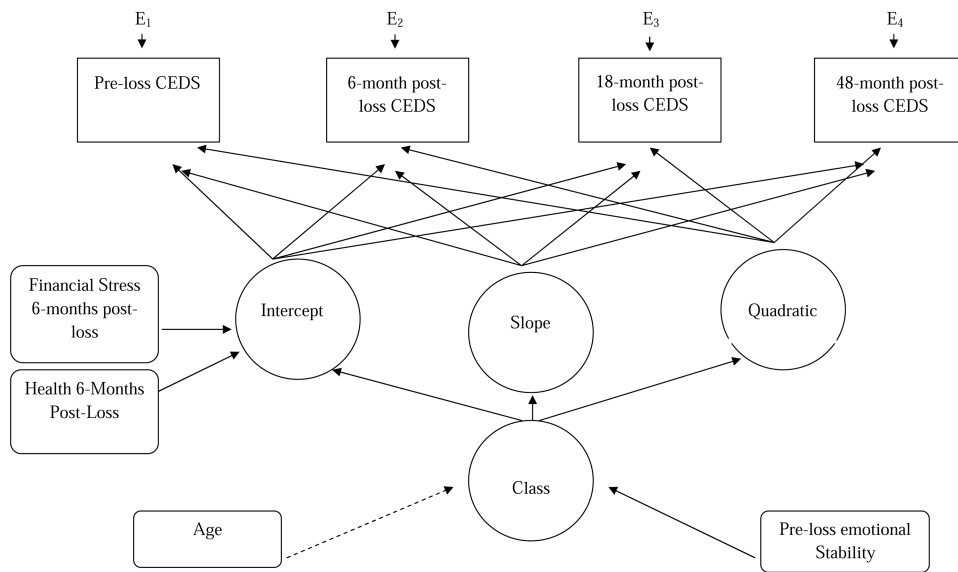 E1
E2
E3
E4
Pre-loss CEDS
6-month post-
loss CEDS
18-month post-
loss CEDS
48-month post-
loss CEDS
Financial Stress
6-months post-
loss
Health 6-Months
Post-Loss
Intercept
Slope
Quadratic
Class
Age
Pre-loss emotional
Stability